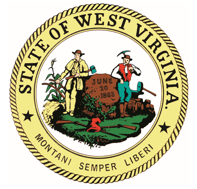 STATE OF WEST VIRGINIA
JUNE
20
1863
MONTANI SEMPER LIBERI